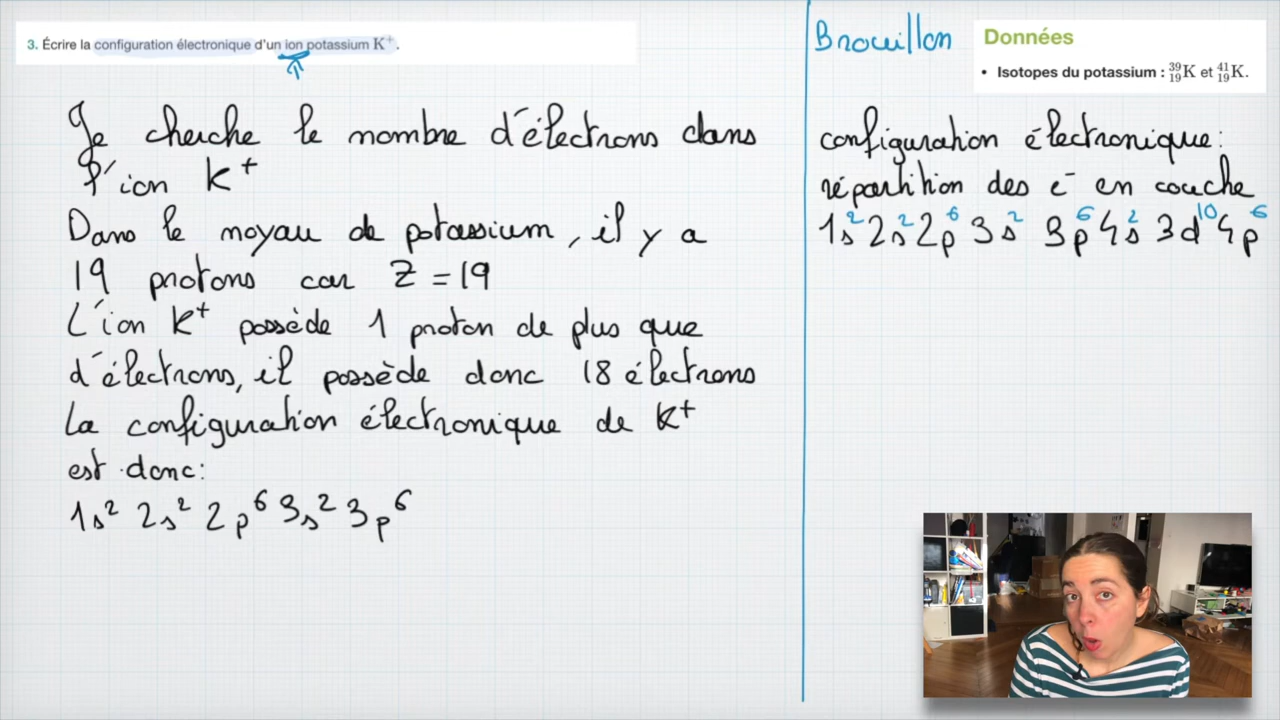 3. Écrire la configuration électronique d'un ion potassium K⁺.
Je cherche le nombre d'électrons dans
l'ion K⁺
Dans le noyau de potassium, il y a
19 protons car Z = 19
L'ion K⁺ possède 1 proton de plus que
d'électrons, il possède donc 18 électrons
La configuration électronique de K⁺
est donc:
1s² 2s² 2p⁶ 3s² 3p⁶
Brouillon
Données
• Isotopes du potassium : ³⁹₁₉K et ⁴¹₁₉K.
configuration électronique:
répartition des e⁻ en couche
1s² 2s² 2p⁶ 3s² 3p⁶ 4s² 3d¹⁰ 4p⁶